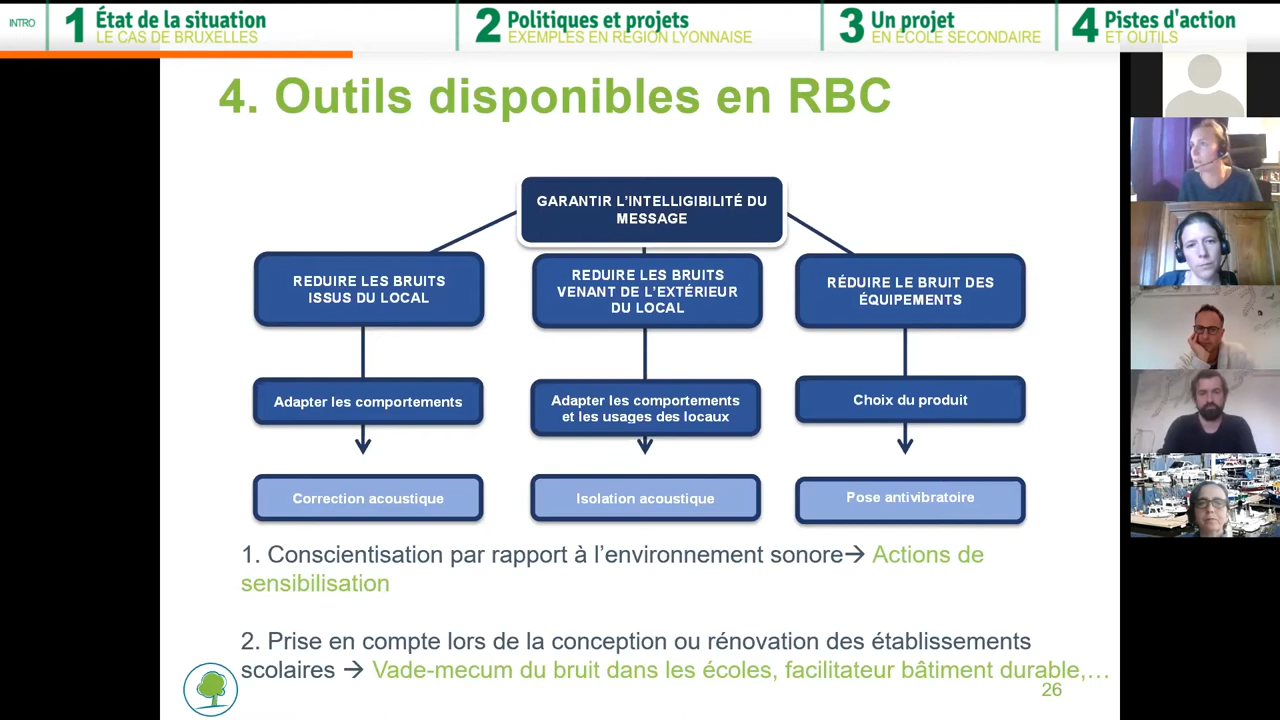 INTRO
1 État de la situation
LE CAS DE BRUXELLES
2 Politiques et projets
EXEMPLES EN RÉGION LYONNAISE
3 Un projet
EN ÉCOLE SECONDAIRE
4 Pistes d'action
ET OUTILS
4. Outils disponibles en RBC
GARANTIR L'INTELLIGIBILITÉ DU
MESSAGE
REDUIRE LES BRUITS
ISSUS DU LOCAL
REDUIRE LES BRUITS
VENANT DE L'EXTÉRIEUR
DU LOCAL
RÉDUIRE LE BRUIT DES
ÉQUIPEMENTS
Adapter les comportements
Adapter les comportements
et les usages des locaux
Choix du produit
Correction acoustique
Isolation acoustique
Pose antivibratoire
1. Conscientisation par rapport à l'environnement sonore→ Actions de
sensibilisation
2. Prise en compte lors de la conception ou rénovation des établissements
scolaires → Vade-mecum du bruit dans les écoles, facilitateur bâtiment durable,…
26